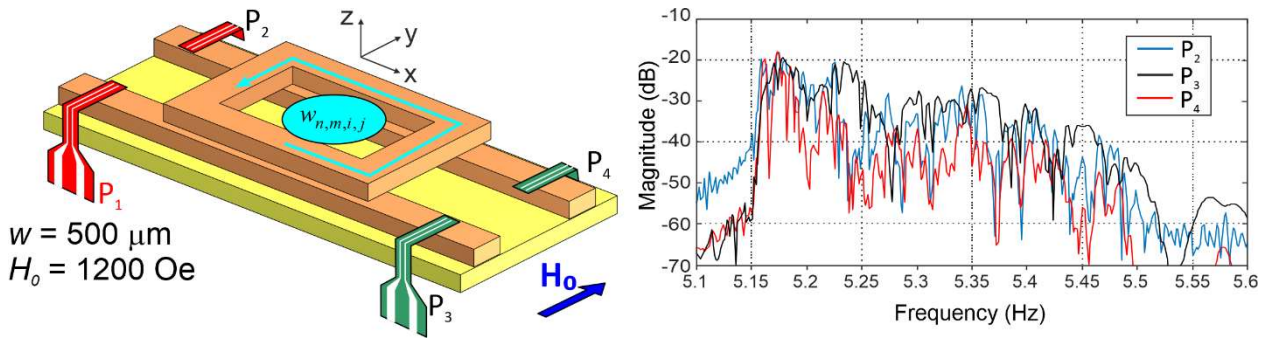 P₂
z
y
x
wₙ,ₘ,ᵢ,ⱼ
P₄
P₁
w = 500 μm
H₀ = 1200 Oe
P₃
H₀
-10
-20
-30
-40
-50
-60
-70
Magnitude (dB)
P₂
P₃
P₄
5.1 5.15 5.2 5.25 5.3 5.35 5.4 5.45 5.5 5.55 5.6
Frequency (Hz)